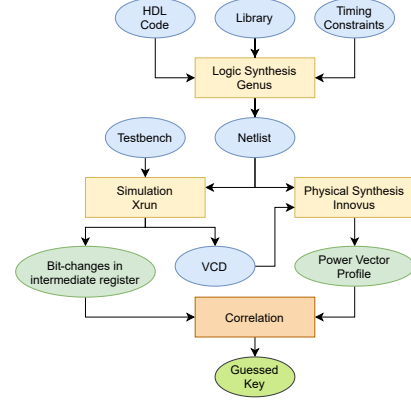 HDL
Code
Library
Timing
Constraints
Logic Synthesis
Genus
Testbench
Netlist
Simulation
Xrun
Physical Synthesis
Innovus
Bit-changes in
intermediate register
VCD
Power Vector
Profile
Correlation
Guessed
Key